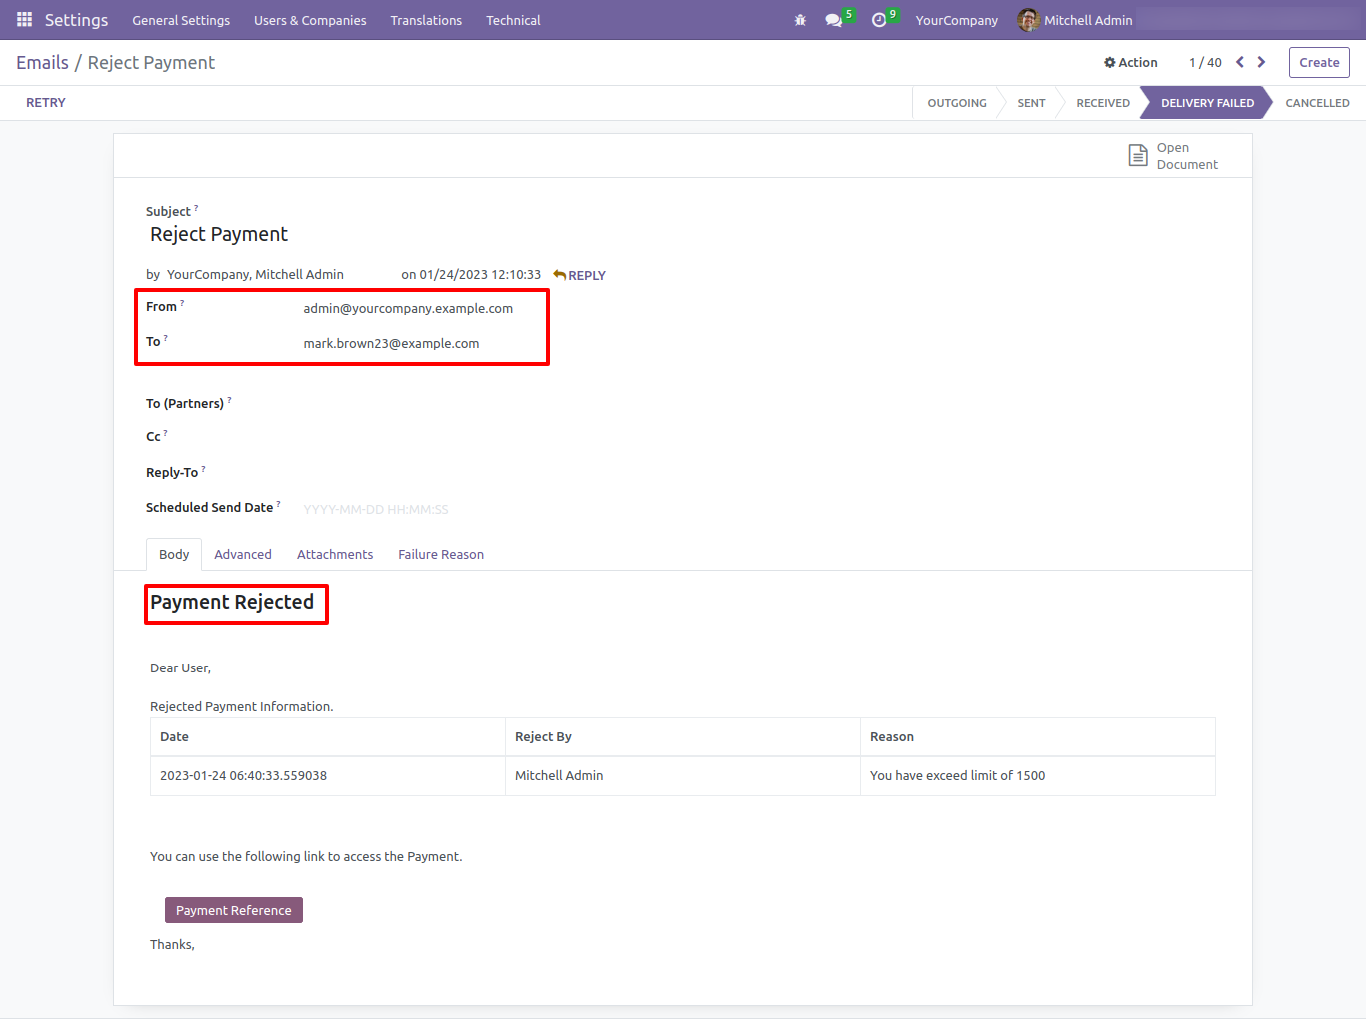 Settings General Settings Users & Companies Translations Technical 5 9 YourCompany Mitchell Admin
Emails / Reject Payment Action 1 / 40 Create
RETRY OUTGOING SENT RECEIVED DELIVERY FAILED CANCELLED
Open
Document
Subject ?
Reject Payment
by YourCompany, Mitchell Admin on 01/24/2023 12:10:33 REPLY
From ? admin@yourcompany.example.com
To ? mark.brown23@example.com
To (Partners) ?
Cc ?
Reply-To ?
Scheduled Send Date ? YYYY-MM-DD HH:MM:SS
Body Advanced Attachments Failure Reason
Payment Rejected
Dear User,
Rejected Payment Information.
Date Reject By Reason
2023-01-24 06:40:33.559038 Mitchell Admin You have exceed limit of 1500
You can use the following link to access the Payment.
Payment Reference
Thanks,